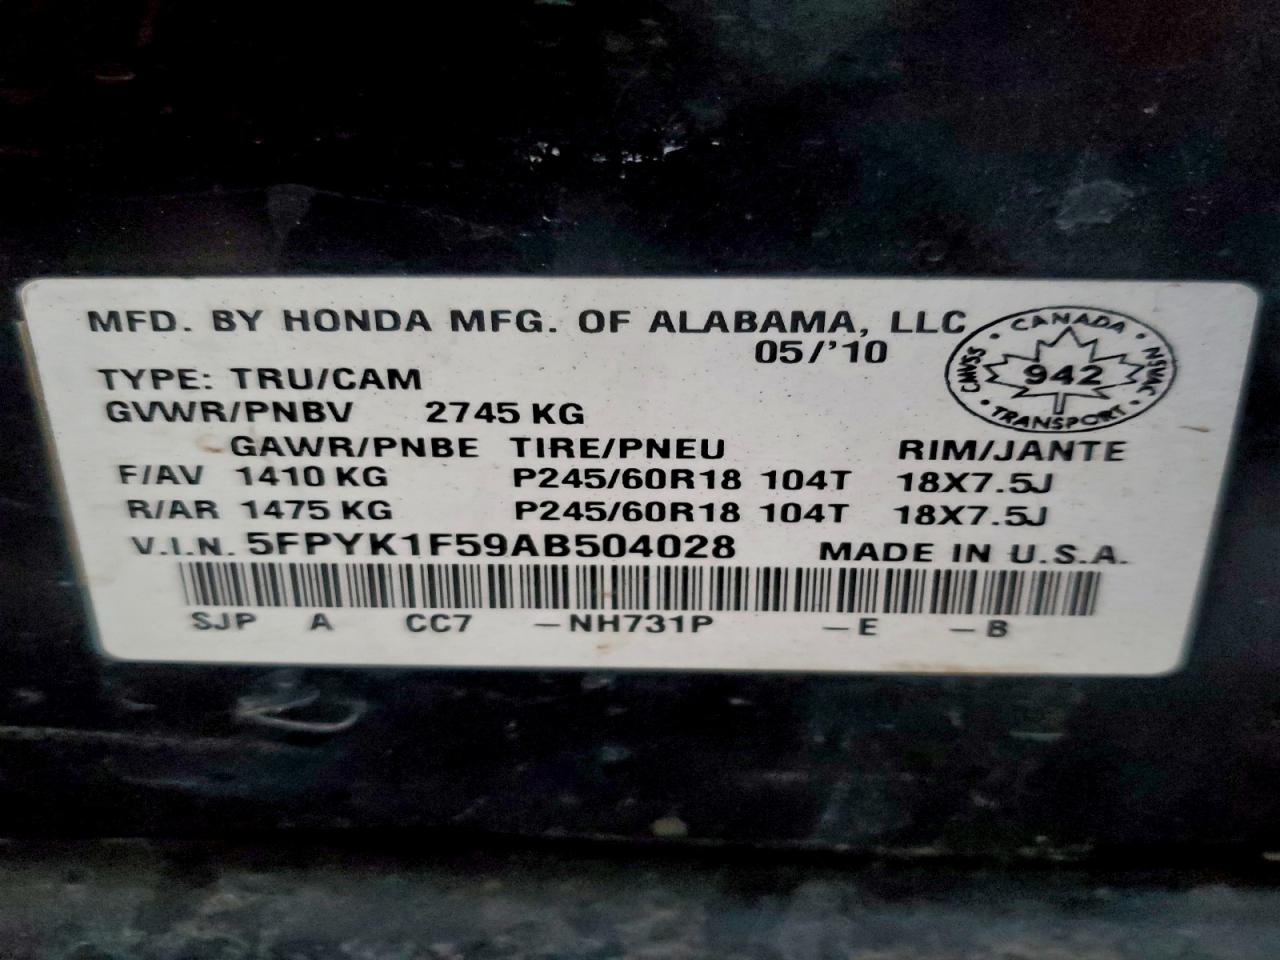 MFD. BY HONDA MFG. OF ALABAMA, LLC
05/'10
CANADA
CMVSS 942 NSVAC
TRANSPORT
TYPE: TRU/CAM
GVWR/PNBV 2745 KG
GAWR/PNBE TIRE/PNEU RIM/JANTE
F/AV 1410 KG P245/60R18 104T 18X7.5J
R/AR 1475 KG P245/60R18 104T 18X7.5J
V.I.N. 5FPYK1F59AB504028 MADE IN U.S.A.
SJP A CC7 -NH731P -E -B